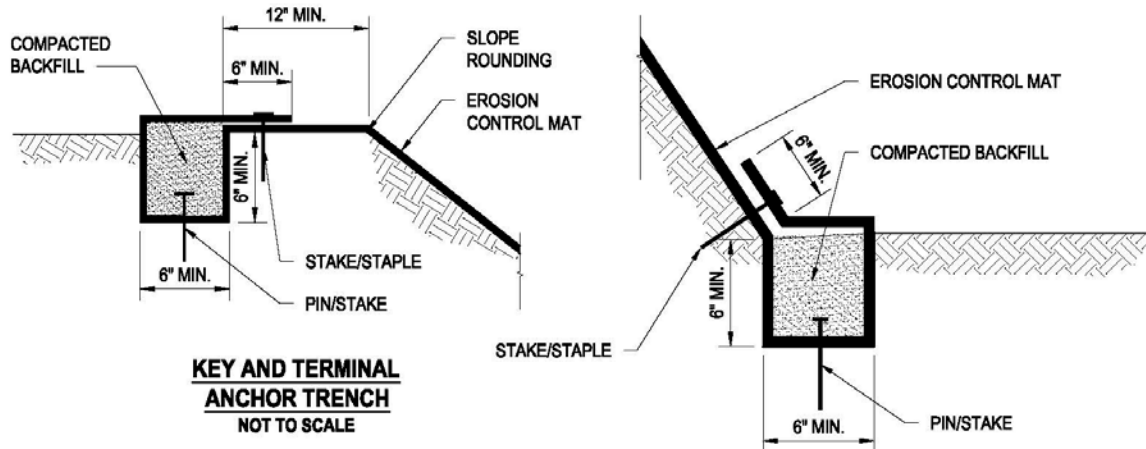 12" MIN.
COMPACTED
BACKFILL
6" MIN.
SLOPE
ROUNDING
EROSION
CONTROL MAT
6" MIN.
6" MIN.
STAKE/STAPLE
PIN/STAKE
KEY AND TERMINAL
ANCHOR TRENCH
NOT TO SCALE
EROSION CONTROL MAT
6" MIN.
COMPACTED BACKFILL
6" MIN.
STAKE/STAPLE
6" MIN.
PIN/STAKE